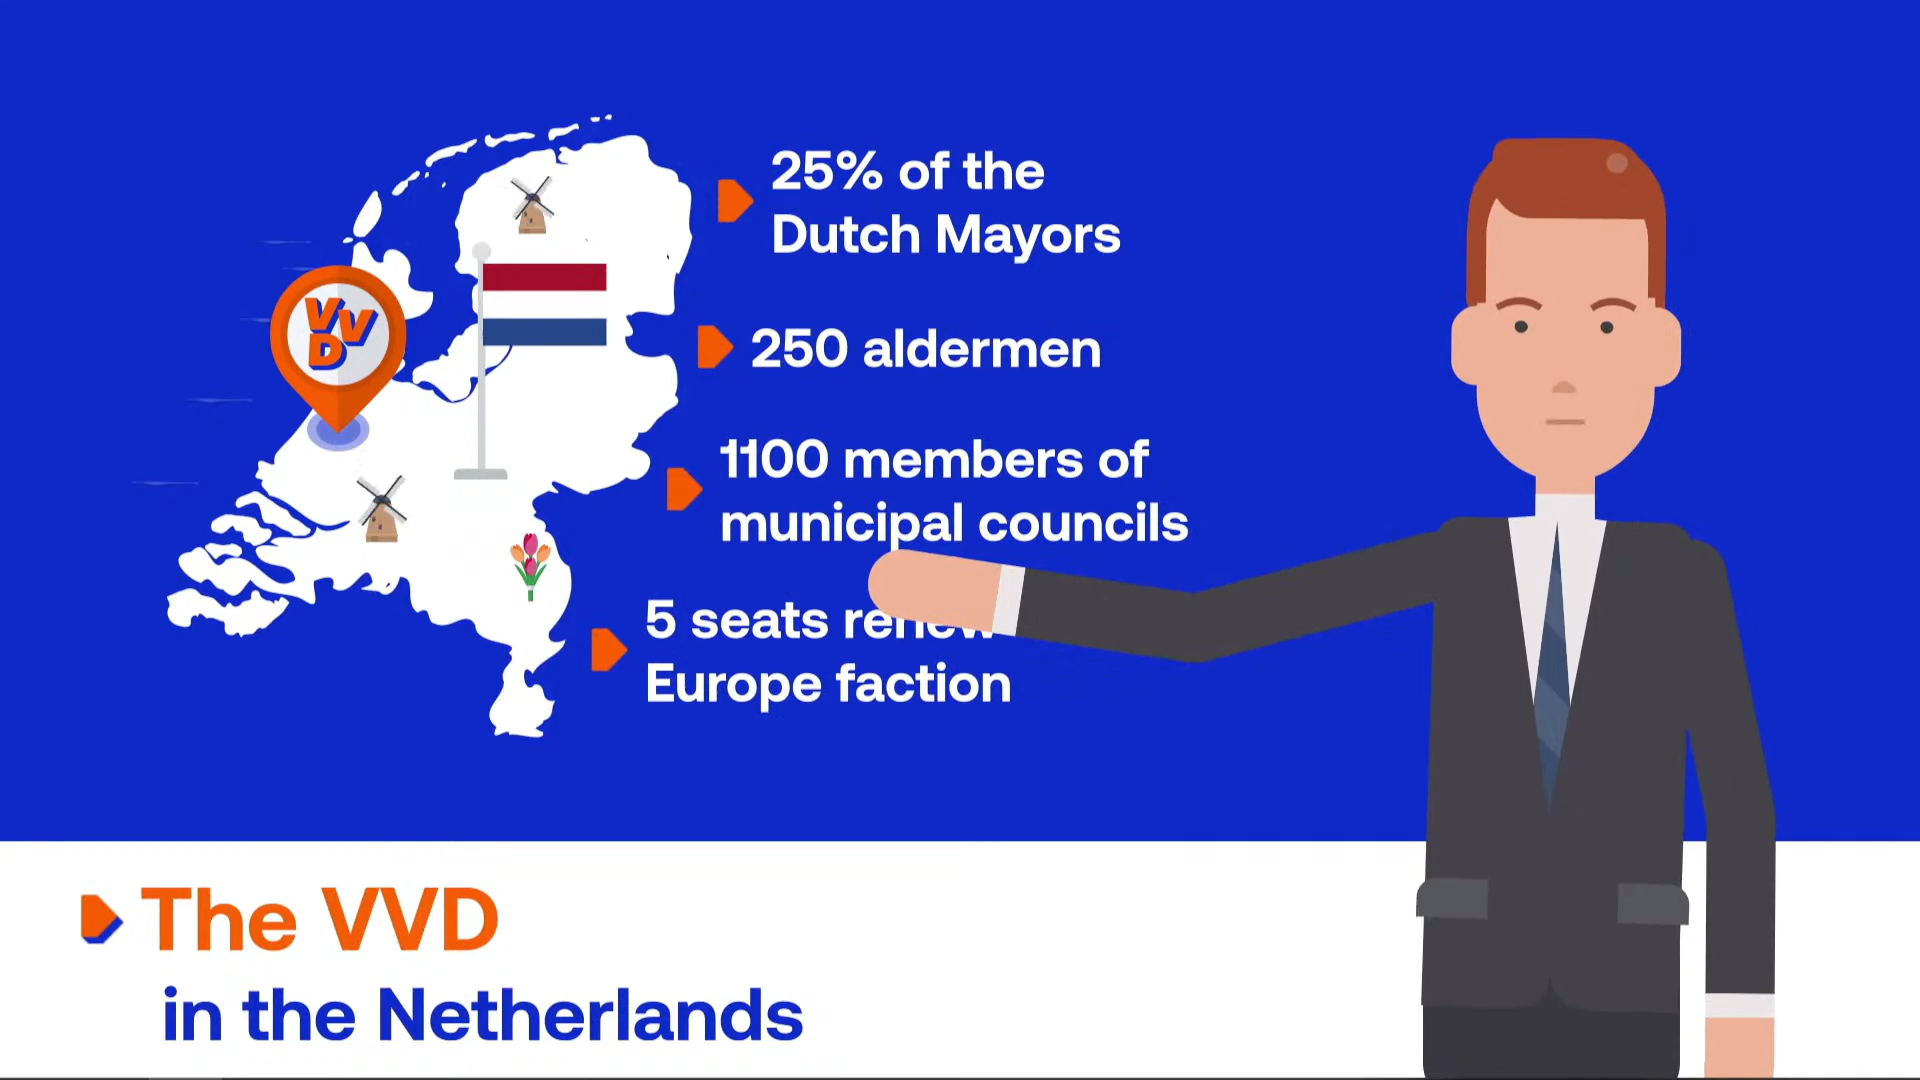 25% of the
Dutch Mayors
250 aldermen
1100 members of
municipal councils
5 seats renew
Europe faction
VVD
The VVD
in the Netherlands